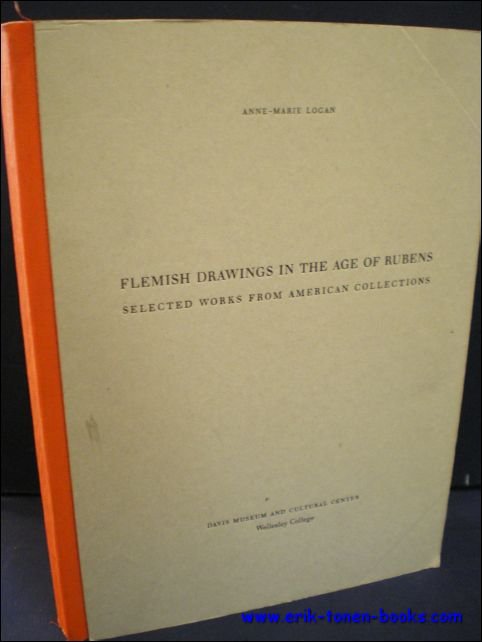 ANNE-MARIE LOGAN
FLEMISH DRAWINGS IN THE AGE OF RUBENS
SELECTED WORKS FROM AMERICAN COLLECTIONS
DAVIS MUSEUM AND CULTURAL CENTER
Wellesley College
www.erik-tonen-books.com